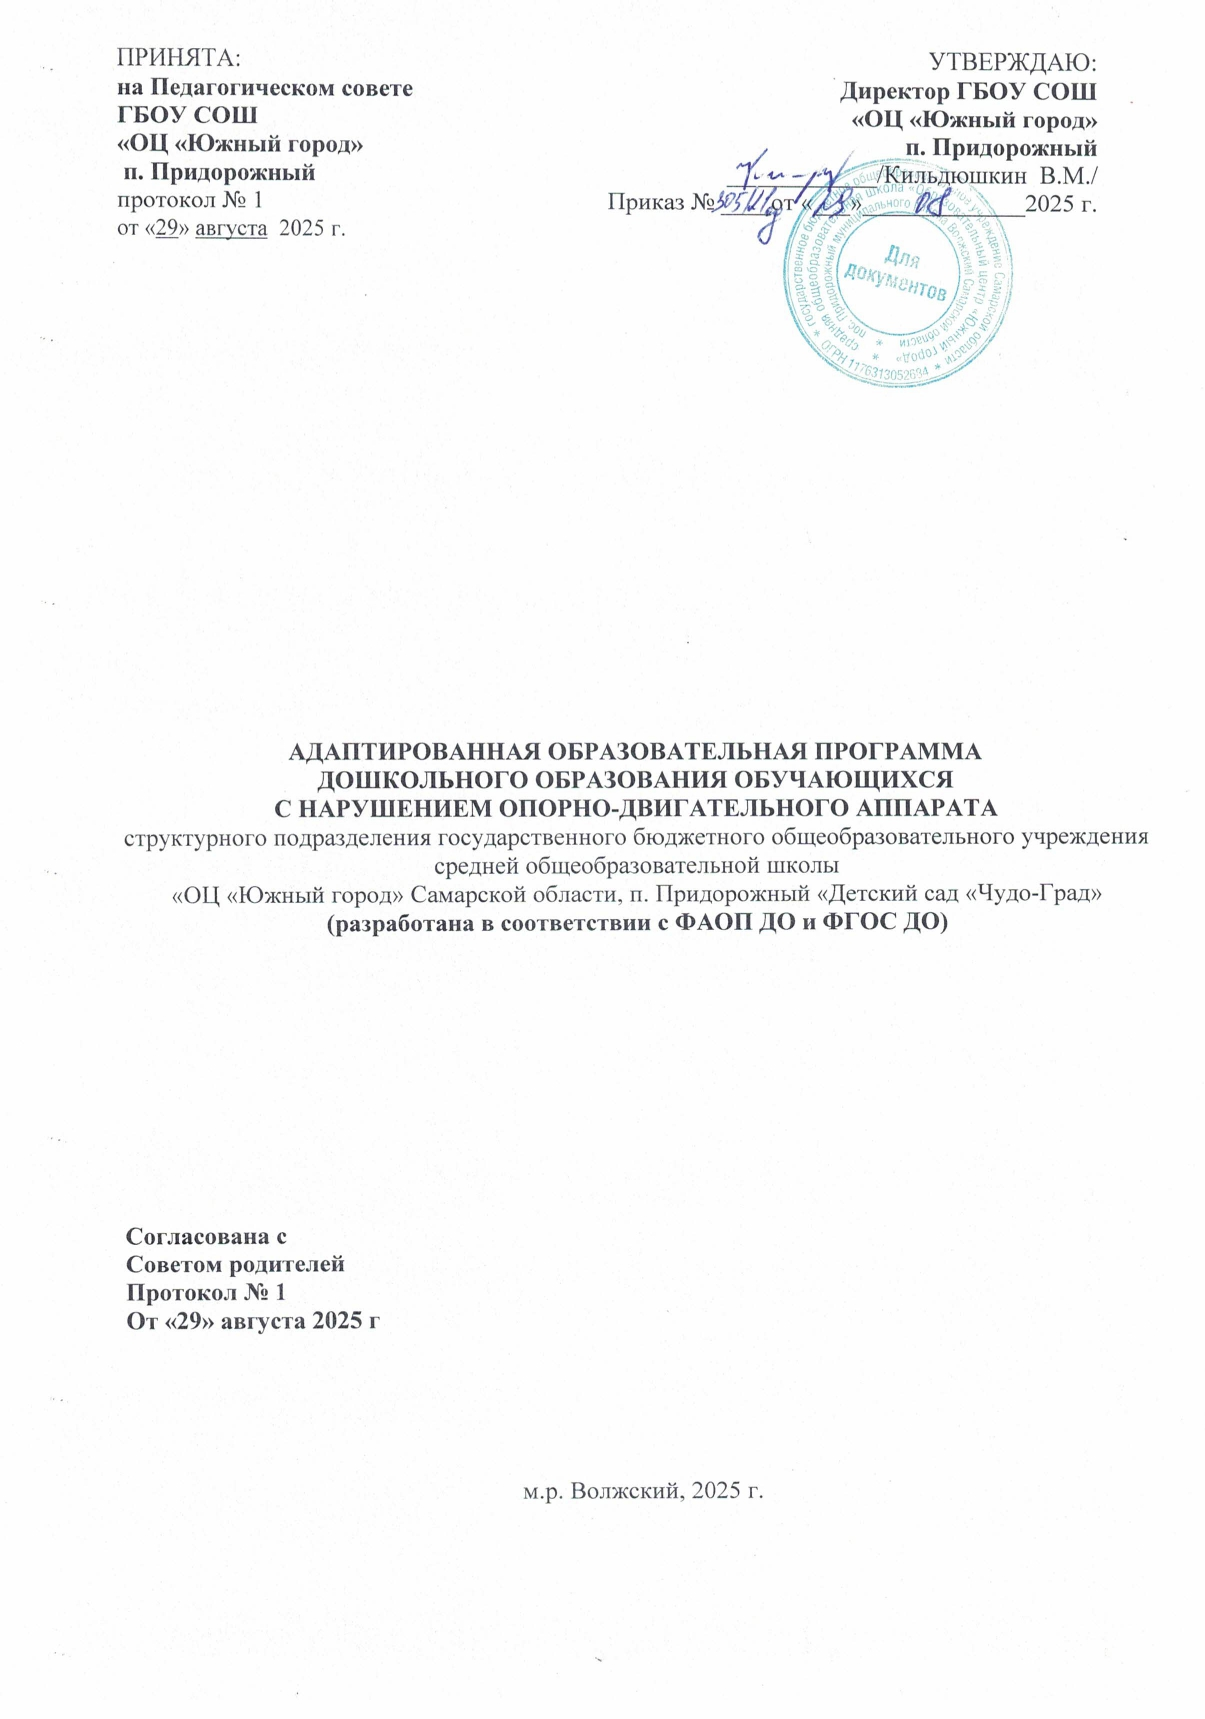 ПРИНЯТА:
на Педагогическом совете
ГБОУ СОШ
«ОЦ «Южный город»
п. Придорожный
протокол № 1
от «29» августа 2025 г.
УТВЕРЖДАЮ:
Директор ГБОУ СОШ
«ОЦ «Южный город»
п. Придорожный
/Кильдюшкин В.М./
Приказ № от « » 08 2025 г.
Для
документов
ОГРН 1176313052634
АДАПТИРОВАННАЯ ОБРАЗОВАТЕЛЬНАЯ ПРОГРАММА
ДОШКОЛЬНОГО ОБРАЗОВАНИЯ ОБУЧАЮЩИХСЯ
С НАРУШЕНИЕМ ОПОРНО-ДВИГАТЕЛЬНОГО АППАРАТА
структурного подразделения государственного бюджетного общеобразовательного учреждения
средней общеобразовательной школы
«ОЦ «Южный город» Самарской области, п. Придорожный «Детский сад «Чудо-Град»
(разработана в соответствии с ФАОП ДО и ФГОС ДО)
Согласована с
Советом родителей
Протокол № 1
От «29» августа 2025 г
м.р. Волжский, 2025 г.